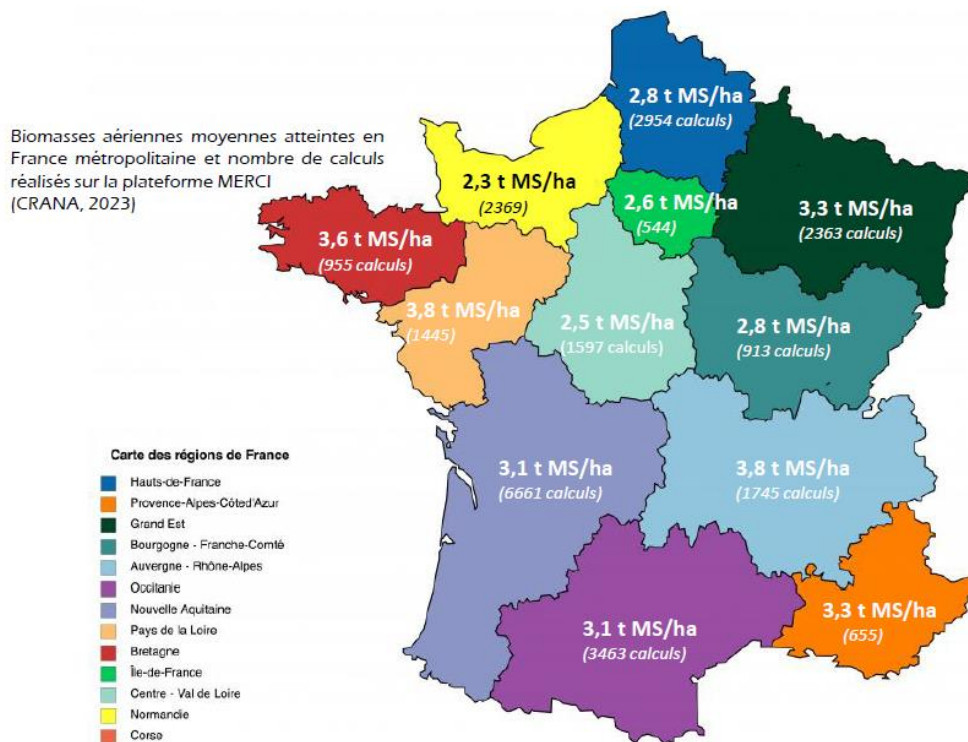 Biomasses aériennes moyennes atteintes en
France métropolitaine et nombre de calculs
réalisés sur la plateforme MERCI
(CRANA, 2023)
2,8 t MS/ha
(2954 calculs)
2,3 t MS/ha
(2369)
2,6 t MS/ha
(544)
3,3 t MS/ha
(2363 calculs)
3,6 t MS/ha
(955 calculs)
3,8 t MS/ha
(1445)
2,5 t MS/ha
(1597 calculs)
2,8 t MS/ha
(913 calculs)
3,1 t MS/ha
(6661 calculs)
3,8 t MS/ha
(1745 calculs)
3,1 t MS/ha
(3463 calculs)
3,3 t MS/ha
(655)
Carte des régions de France
Hauts-de-France
Provence-Alpes-Côted'Azur
Grand Est
Bourgogne - Franche-Comté
Auvergne - Rhône-Alpes
Occitanie
Nouvelle Aquitaine
Pays de la Loire
Bretagne
Île-de-France
Centre - Val de Loire
Normandie
Corse